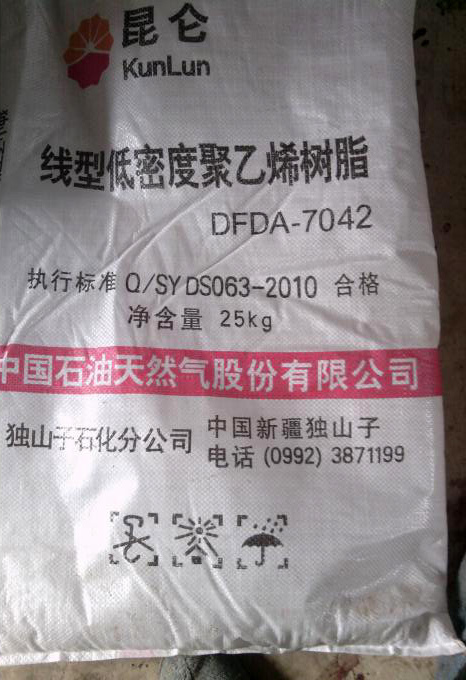 昆仑
KunLun
线型低密度聚乙烯树脂
DFDA-7042
执行标准 Q/SY DS063-2010 合格
净含量 25kg
中国石油天然气股份有限公司
独山子石化分公司
中国新疆独山子
电话 (0992) 3871199